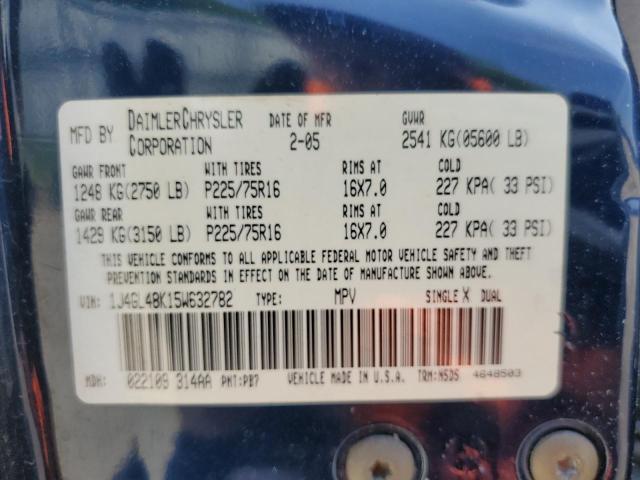 MFD BY DAIMLERCHRYSLER CORPORATION DATE OF MFR 2-05 GVWR 2541 KG(05600 LB)
GAWR FRONT WITH TIRES RIMS AT COLD
1248 KG(2750 LB) P225/75R16 16X7.0 227 KPA( 33 PSI)
GAWR REAR WITH TIRES RIMS AT COLD
1429 KG(3150 LB) P225/75R16 16X7.0 227 KPA( 33 PSI)
THIS VEHICLE CONFORMS TO ALL APPLICABLE FEDERAL MOTOR VEHICLE SAFETY AND THEFT
PREVENTION STANDARDS IN EFFECT ON THE DATE OF MANUFACTURE SHOWN ABOVE.
VIN: 1J4GL48K15W632782 TYPE: MPV SINGLE X DUAL
MDH: 022109 314AA PNT:PB7 VEHICLE MADE IN U.S.A. TRM:N5DS 4648503